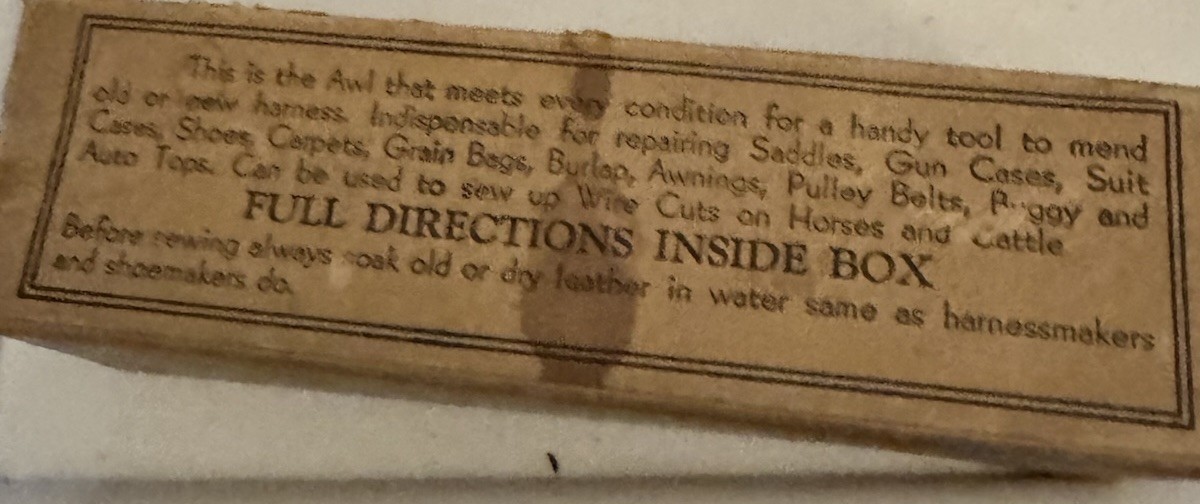 This is the Awl that meets every condition for a handy tool to mend
old or new harness. Indispensable for repairing Saddles, Gun Cases, Suit
Cases, Shoes, Carpets, Grain Bags, Burlap, Awnings, Pulley Belts, Buggy and
Auto Tops. Can be used to sew up Wire Cuts on Horses and Cattle
FULL DIRECTIONS INSIDE BOX
Before sewing always soak old or dry leather in water same as harnessmakers
and shoemakers do.